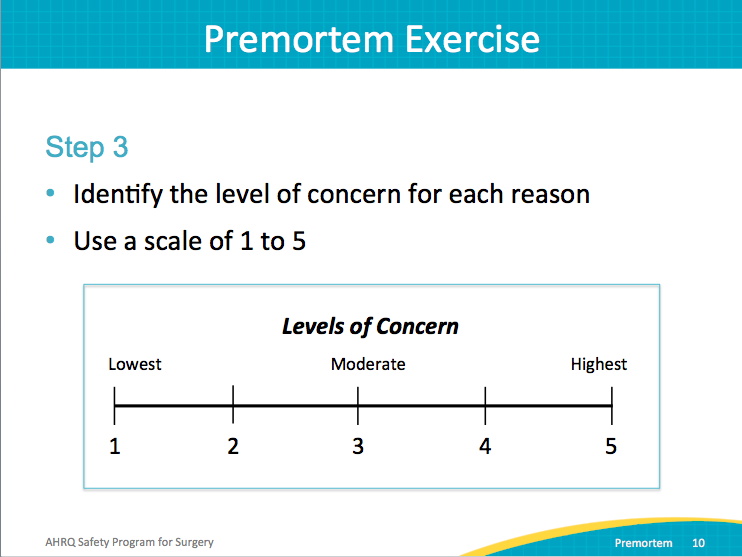 Premortem Exercise
Step 3
• Identify the level of concern for each reason
• Use a scale of 1 to 5
Levels of Concern
Lowest Moderate Highest
1 2 3 4 5
AHRQ Safety Program for Surgery
Premortem 10